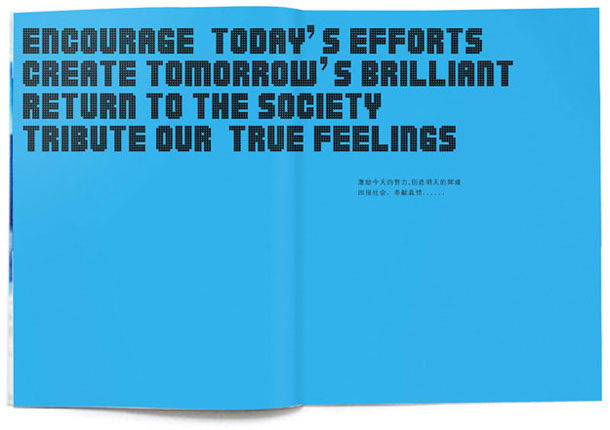 ENCOURAGE TODAY'S EFFORTS
CREATE TOMORROW'S BRILLIANT
RETURN TO THE SOCIETY
TRIBUTE OUR TRUE FEELINGS
激励今天的努力,创造明天的辉煌
回报社会、奉献真情......